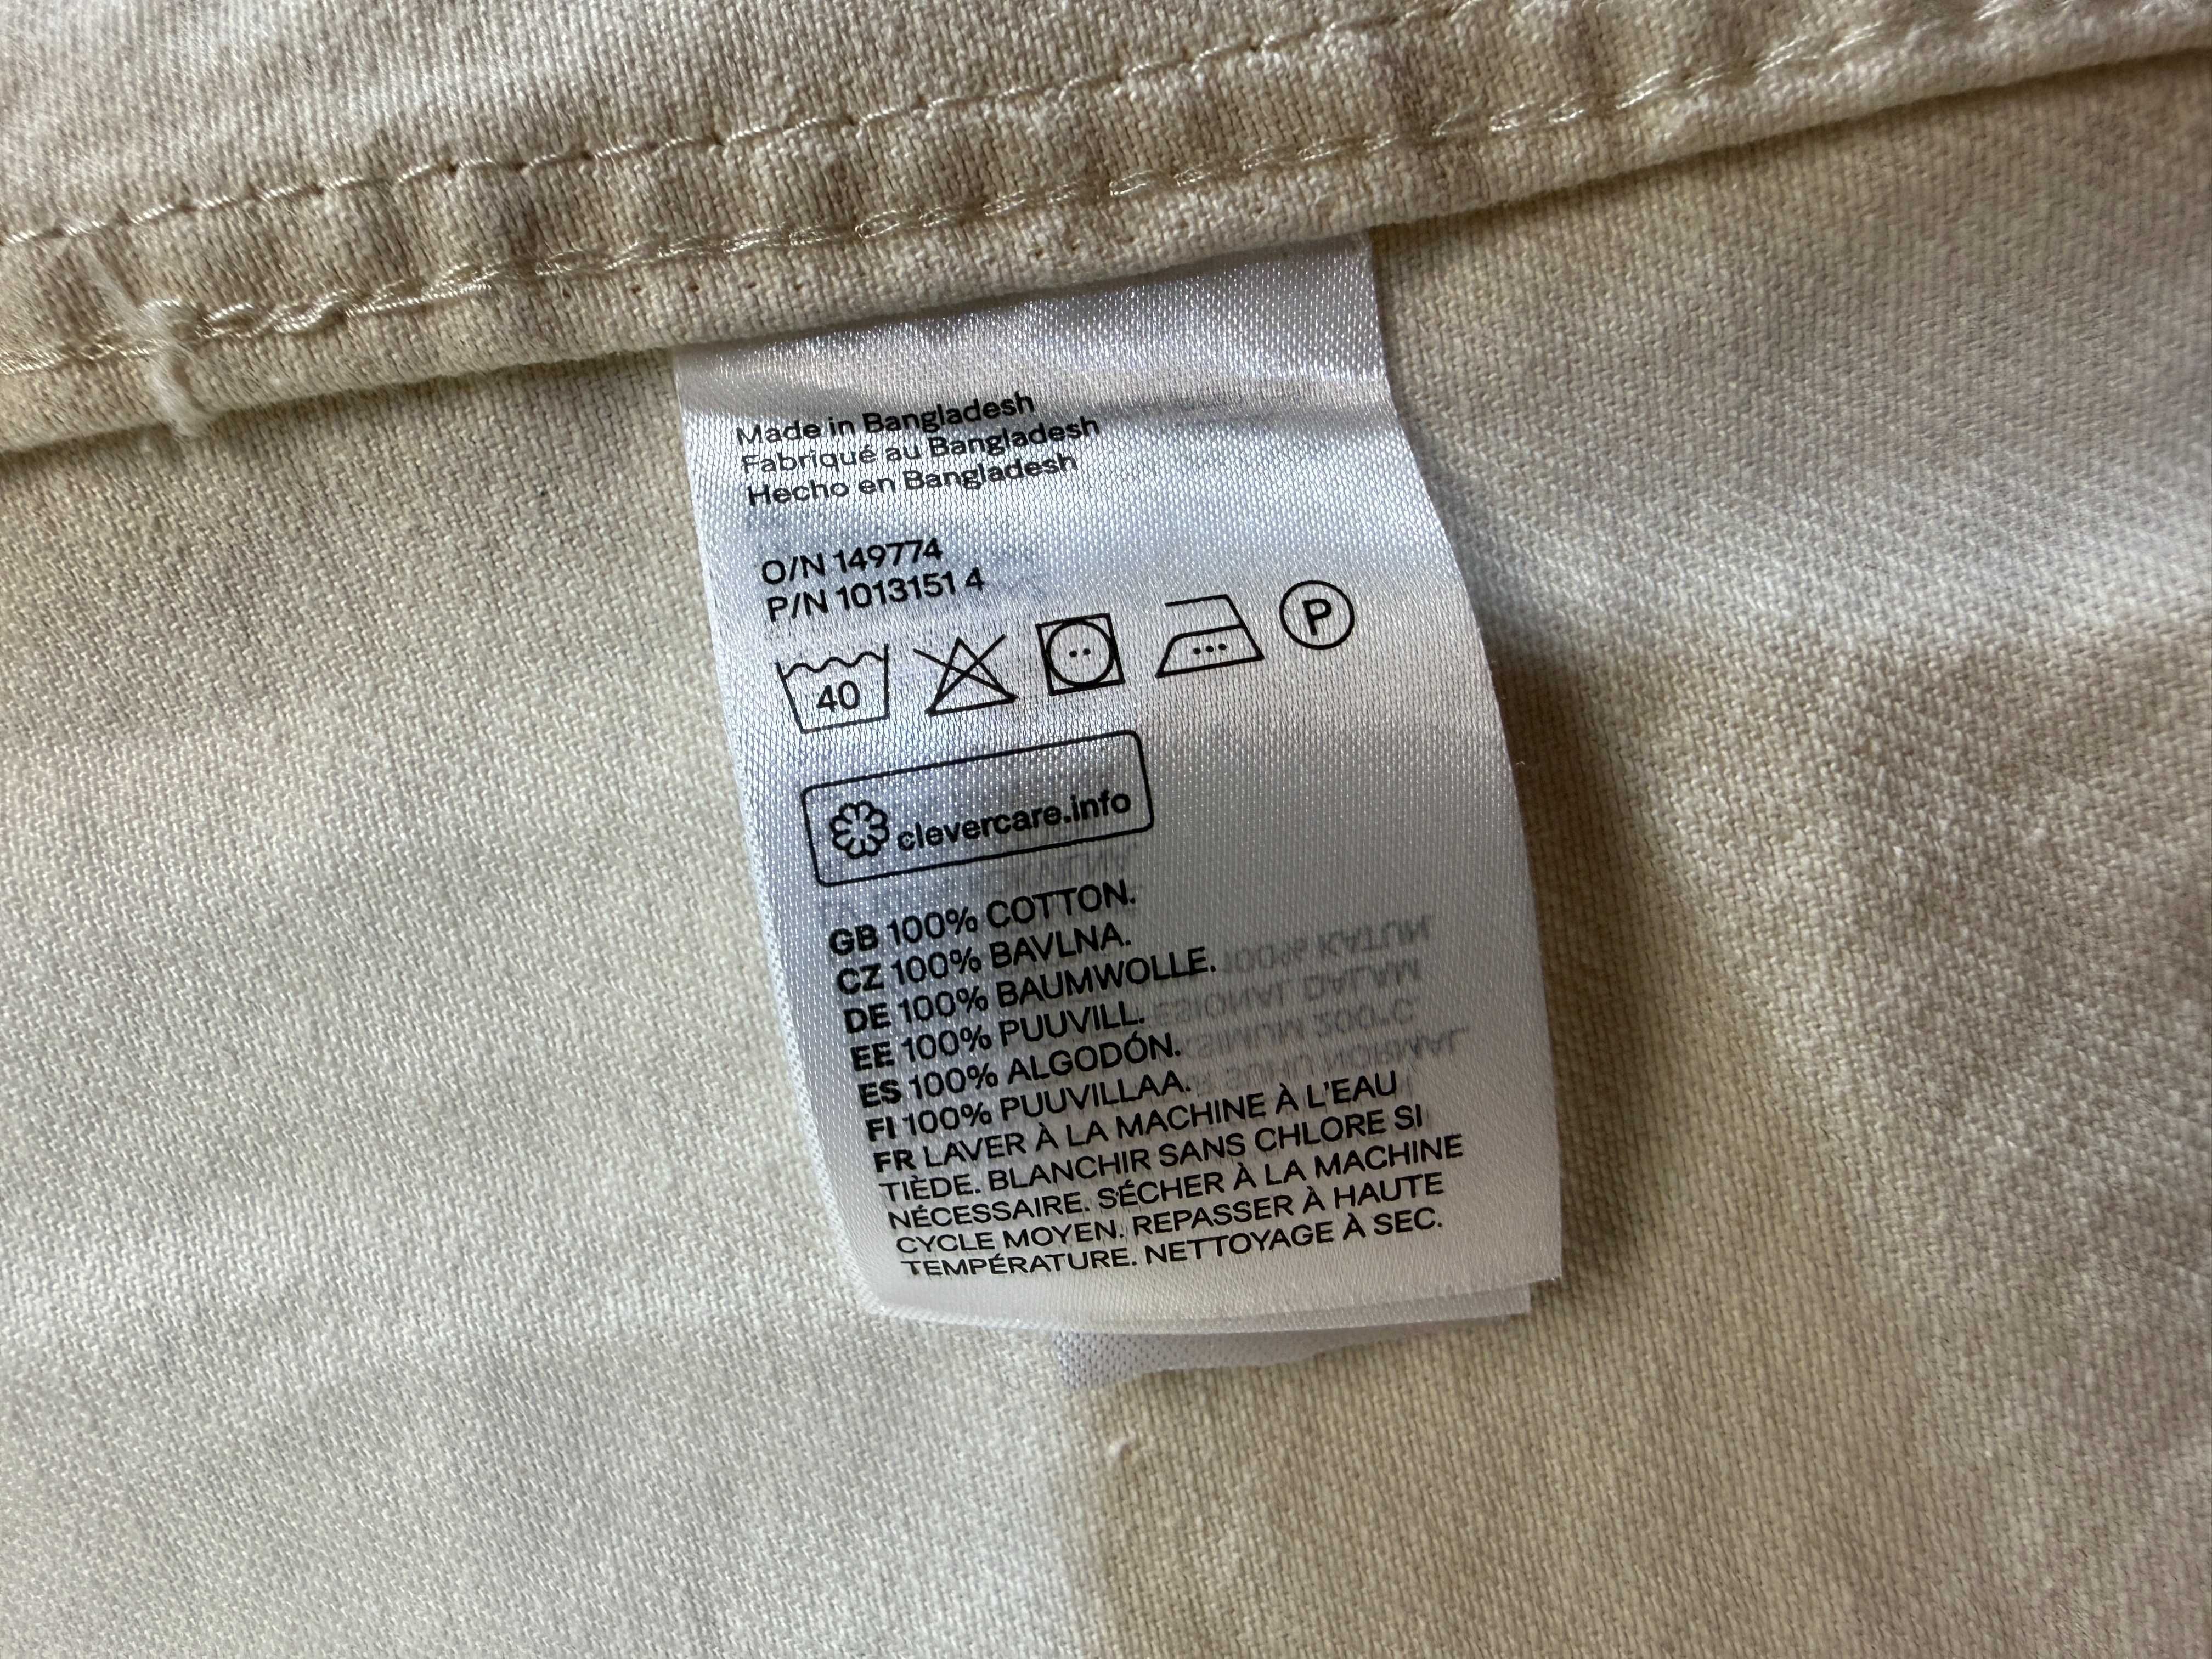 Made in Bangladesh
Fabriqué au Bangladesh
Hecho en Bangladesh
O/N 149774
P/N 1013151 4
40 P
clevercare.info
GB 100% COTTON.
CZ 100% BAVLNA.
DE 100% BAUMWOLLE.
EE 100% PUUVILL.
ES 100% ALGODÓN.
FI 100% PUUVILLAA.
FR LAVER À LA MACHINE À L'EAU
TIÈDE. BLANCHIR SANS CHLORE SI
NÉCESSAIRE. SÉCHER À LA MACHINE
CYCLE MOYEN. REPASSER À HAUTE
TEMPÉRATURE. NETTOYAGE À SEC.